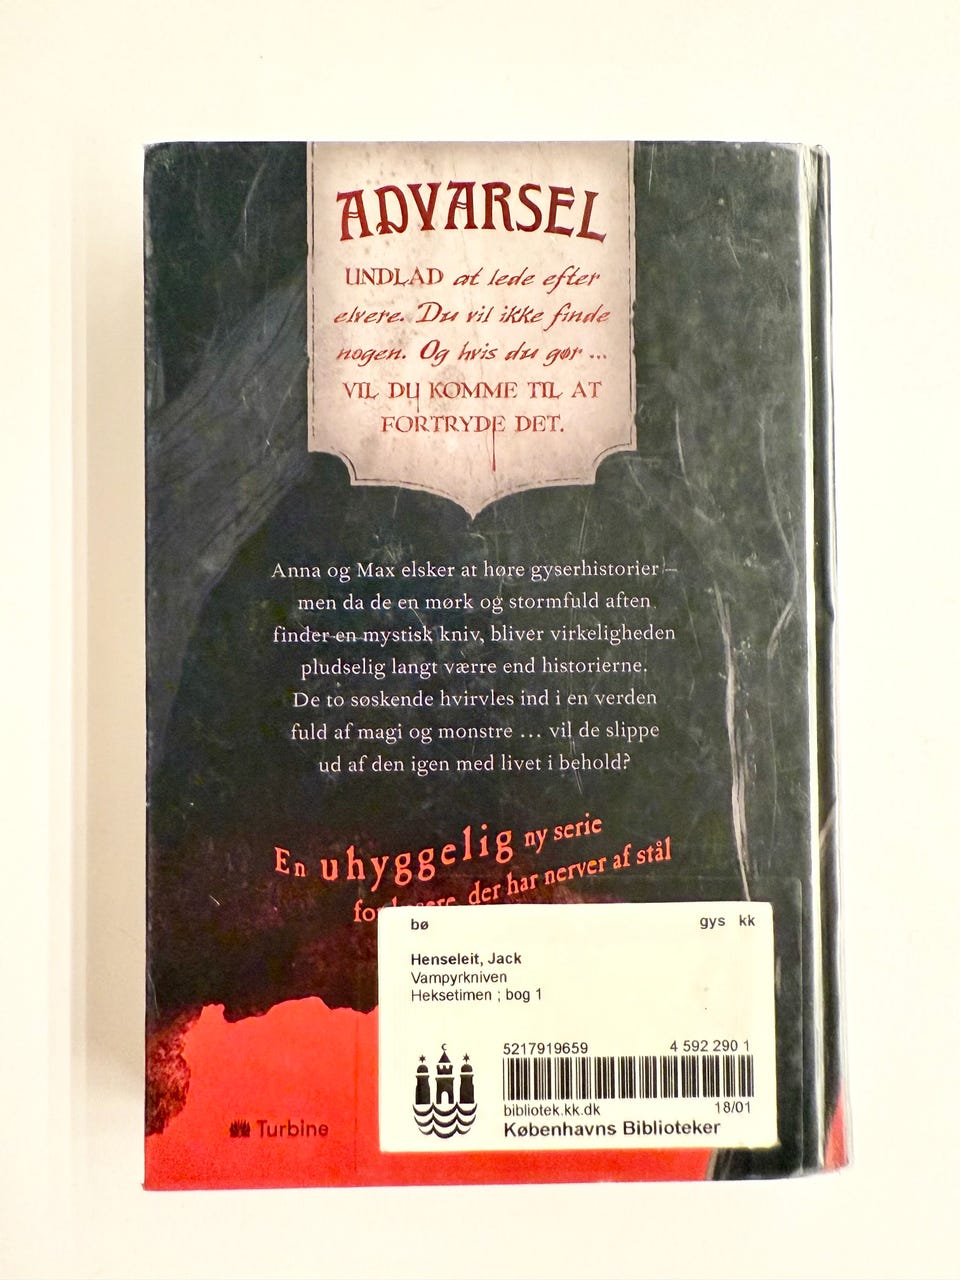 ADVARSEL
UNDLAD at lede efter
elvere. Du vil ikke finde
nogen. Og hvis du gør ...
VIL DU KOMME TIL AT
FORTRYDE DET.
Anna og Max elsker at høre gyserhistorier –
men da de en mørk og stormfuld aften
finder en mystisk kniv, bliver virkeligheden
pludselig langt værre end historierne.
De to søskende hvirvles ind i en verden
fuld af magi og monstre ... vil de slippe
ud af den igen med livet i behold?
En uhyggelig ny serie
der har nerver af stål
bø gys kk
Henseleit, Jack
Vampyrkniven
Heksetimen ; bog 1
5217919659 4 592 290 1
bibliotek.kk.dk 18/01
Københavns Biblioteker
Turbine